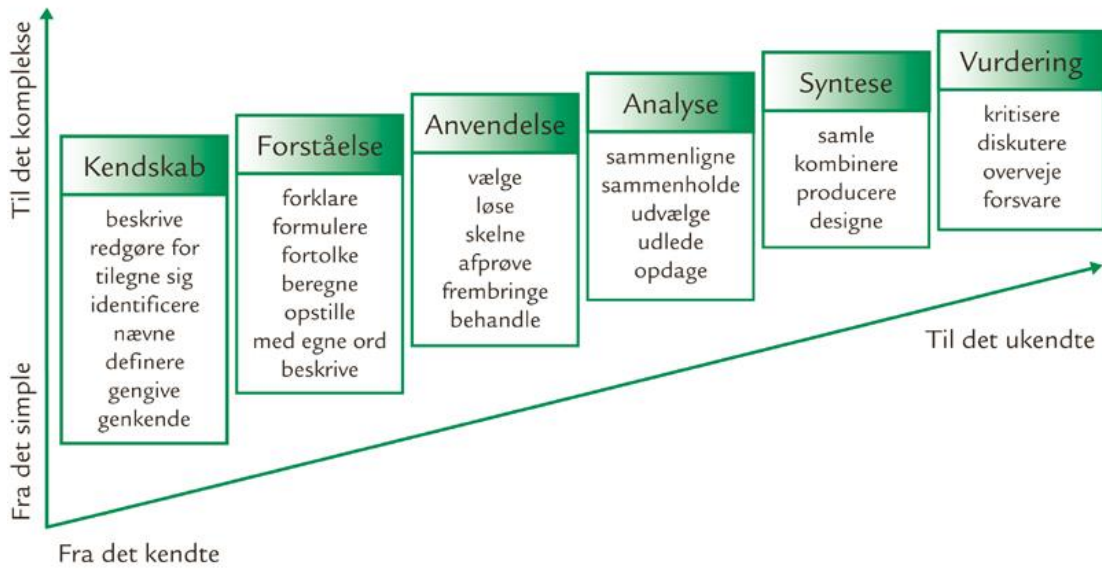 Til det komplekse
Fra det simple
Kendskab
beskrive
redgøre for
tilegne sig
identificere
nævne
definere
gengive
genkende
Forståelse
forklare
formulere
fortolke
beregne
opstille
med egne ord
beskrive
Anvendelse
vælge
løse
skelne
afprøve
frembringe
behandle
Analyse
sammenligne
sammenholde
udvælge
udlede
opdage
Syntese
samle
kombinere
producere
designe
Vurdering
kritisere
diskutere
overveje
forsvare
Til det ukendte
Fra det kendte